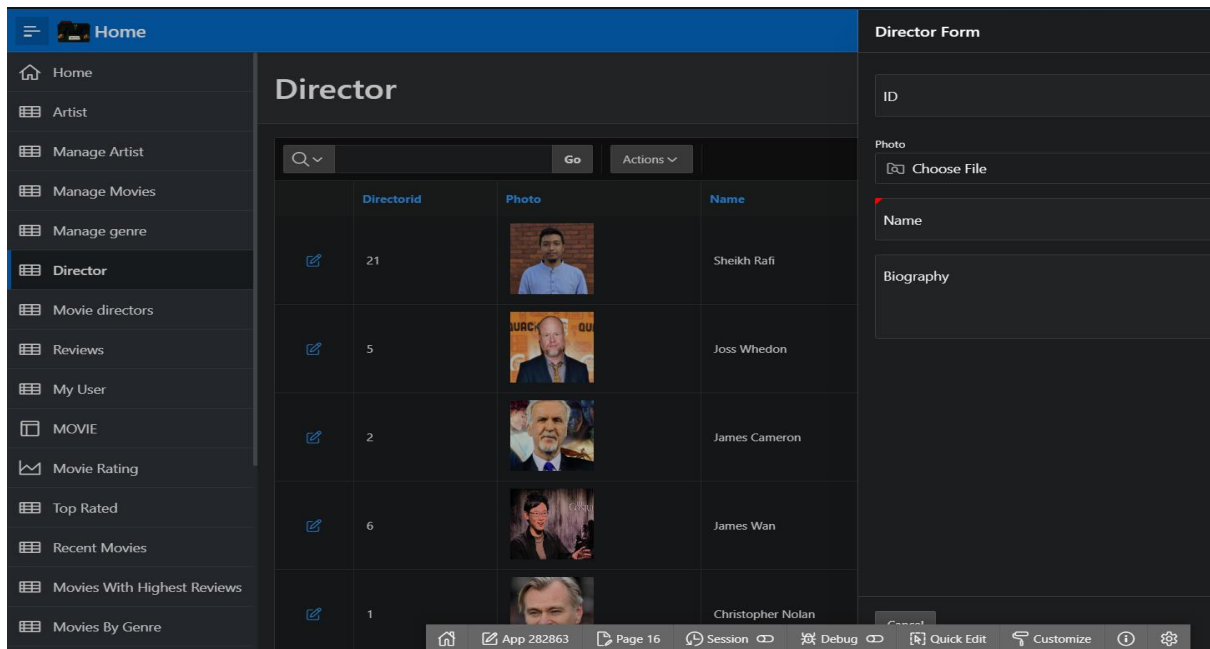 Home
Director Form
Home
Artist
Manage Artist
Manage Movies
Manage genre
Director
Movie directors
Reviews
My User
MOVIE
Movie Rating
Top Rated
Recent Movies
Movies With Highest Reviews
Movies By Genre
Director
Go
Actions
Directorid
Photo
Name
21
Sheikh Rafi
QUACK
QU
5
Joss Whedon
2
James Cameron
6
James Wan
1
Christopher Nolan
ID
Photo
Choose File
Name
Biography
Cancel
App 282863
Page 16
Session
Debug
Quick Edit
Customize